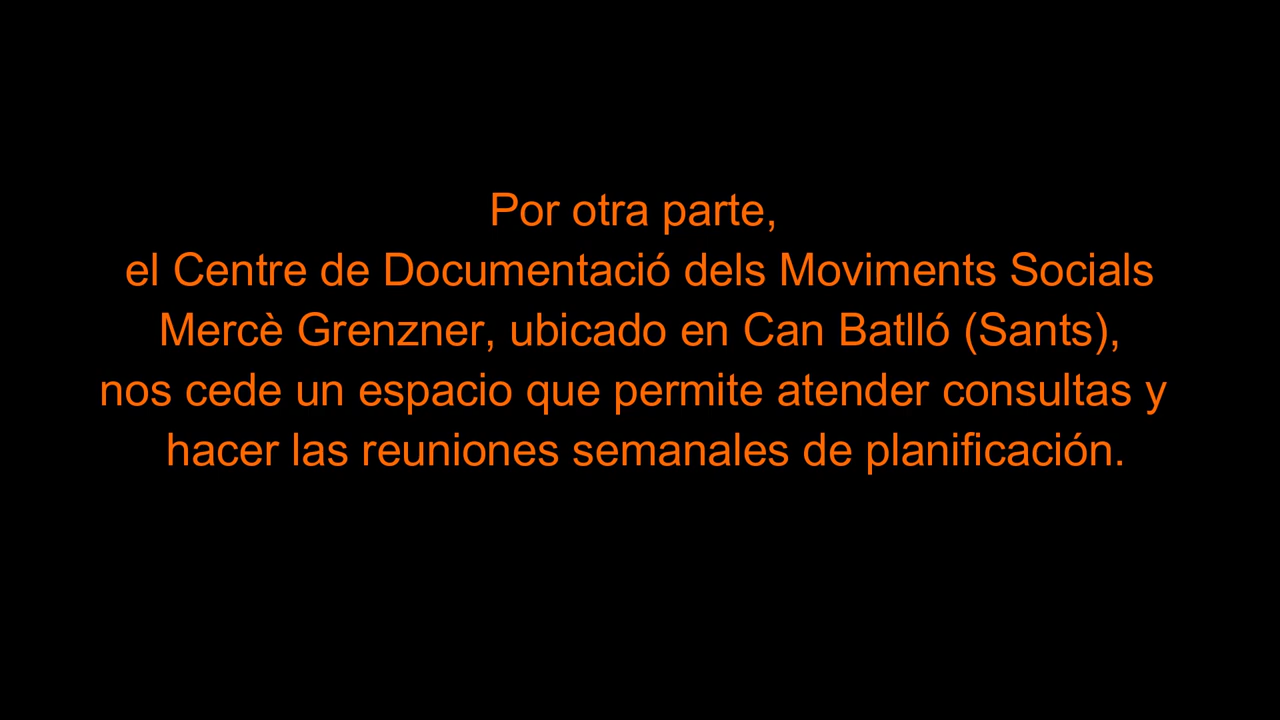 Por otra parte,
el Centre de Documentació dels Moviments Socials
Mercè Grenzner, ubicado en Can Batlló (Sants),
nos cede un espacio que permite atender consultas y
hacer las reuniones semanales de planificación.